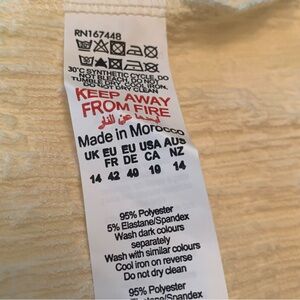 RN167448
30°C SYNTHETIC CYCLE. DO
NOT BLEACH. DO NOT
TUMBLE DRY. COOL IRON.
DO NOT DRY CLEAN
KEEP AWAY
FROM FIRE
عن النار
Made in Morocco
UK EU EU USA AUS
FR DE CA NZ
14 42 40 10 14
95% Polyester
5% Elastane/Spandex
Wash dark colours
separately
Wash with similar colours
Cool iron on reverse
Do not dry clean
95% Polyester
5% Elastane/Spandex